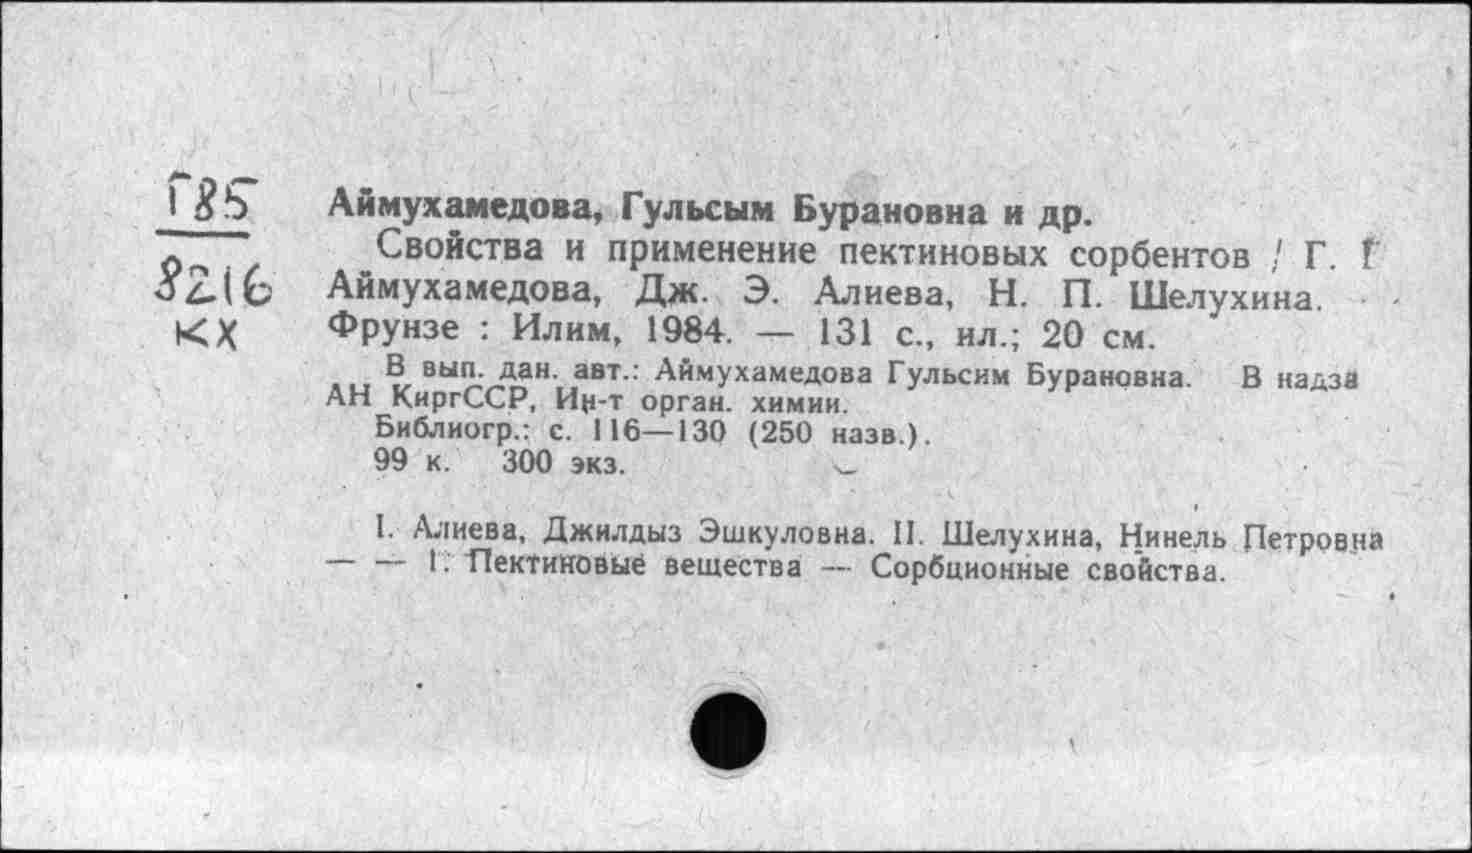 Г85
8216
КХ
Аймухамедова, Гульсым Бурановна и др.
Свойства и применение пектиновых сорбентов / Г.
Аймухамедова, Дж. Э. Алиева, Н. П. Шелухина.
Фрунзе : Илим, 1984. — 131 с., ил.; 20 см.
В вып. дан. авт.: Аймухамедова Гульсим Бурановна. В надза
АН КиргССР, Ин-т орган. химии.
Библиогр.: с. 116—130 (250 назв.).
99 к. 300 экз.
I. Алиева, Джилдыз Эшкуловна. II. Шелухина, Нинель Петровна
— — 1. Пектиновые вещества — Сорбционные свойства.